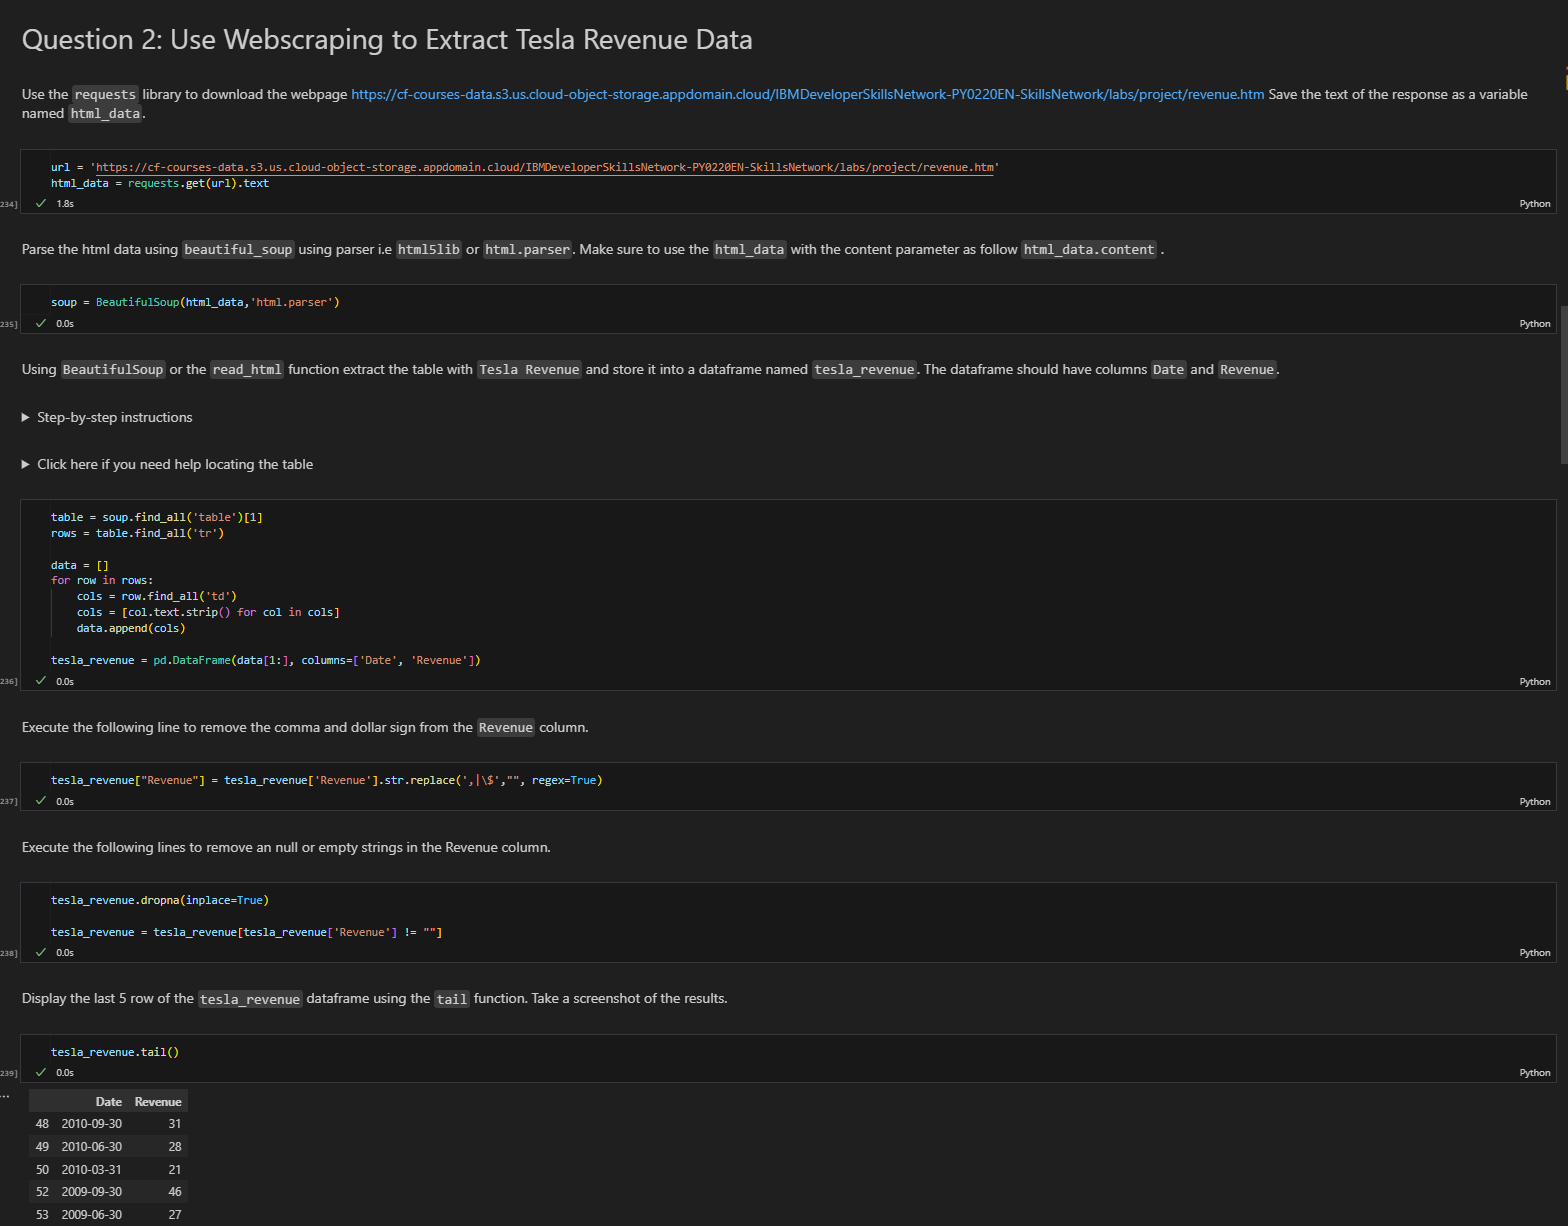 Question 2: Use Webscraping to Extract Tesla Revenue Data
Use the requests library to download the webpage https://cf-courses-data.s3.us.cloud-object-storage.appdomain.cloud/IBMDeveloperSkillsNetwork-PY0220EN-SkillsNetwork/labs/project/revenue.htm Save the text of the response as a variable
named html_data.
url = 'https://cf-courses-data.s3.us.cloud-object-storage.appdomain.cloud/IBMDeveloperSkillsNetwork-PY0220EN-SkillsNetwork/labs/project/revenue.htm'
html_data = requests.get(url).text
234] ✓ 1.8s Python
Parse the html data using beautiful_soup using parser i.e html5lib or html.parser. Make sure to use the html_data with the content parameter as follow html_data.content .
soup = BeautifulSoup(html_data,'html.parser')
235] ✓ 0.0s Python
Using BeautifulSoup or the read_html function extract the table with Tesla Revenue and store it into a dataframe named tesla_revenue. The dataframe should have columns Date and Revenue.
▶ Step-by-step instructions
▶ Click here if you need help locating the table
table = soup.find_all('table')[1]
rows = table.find_all('tr')
data = []
for row in rows:
    cols = row.find_all('td')
    cols = [col.text.strip() for col in cols]
    data.append(cols)
tesla_revenue = pd.DataFrame(data[1:], columns=['Date', 'Revenue'])
236] ✓ 0.0s Python
Execute the following line to remove the comma and dollar sign from the Revenue column.
tesla_revenue["Revenue"] = tesla_revenue['Revenue'].str.replace(',|\$',"", regex=True)
237] ✓ 0.0s Python
Execute the following lines to remove an null or empty strings in the Revenue column.
tesla_revenue.dropna(inplace=True)
tesla_revenue = tesla_revenue[tesla_revenue['Revenue'] != ""]
238] ✓ 0.0s Python
Display the last 5 row of the tesla_revenue dataframe using the tail function. Take a screenshot of the results.
tesla_revenue.tail()
239] ✓ 0.0s Python
...
Date Revenue
48 2010-09-30 31
49 2010-06-30 28
50 2010-03-31 21
52 2009-09-30 46
53 2009-06-30 27